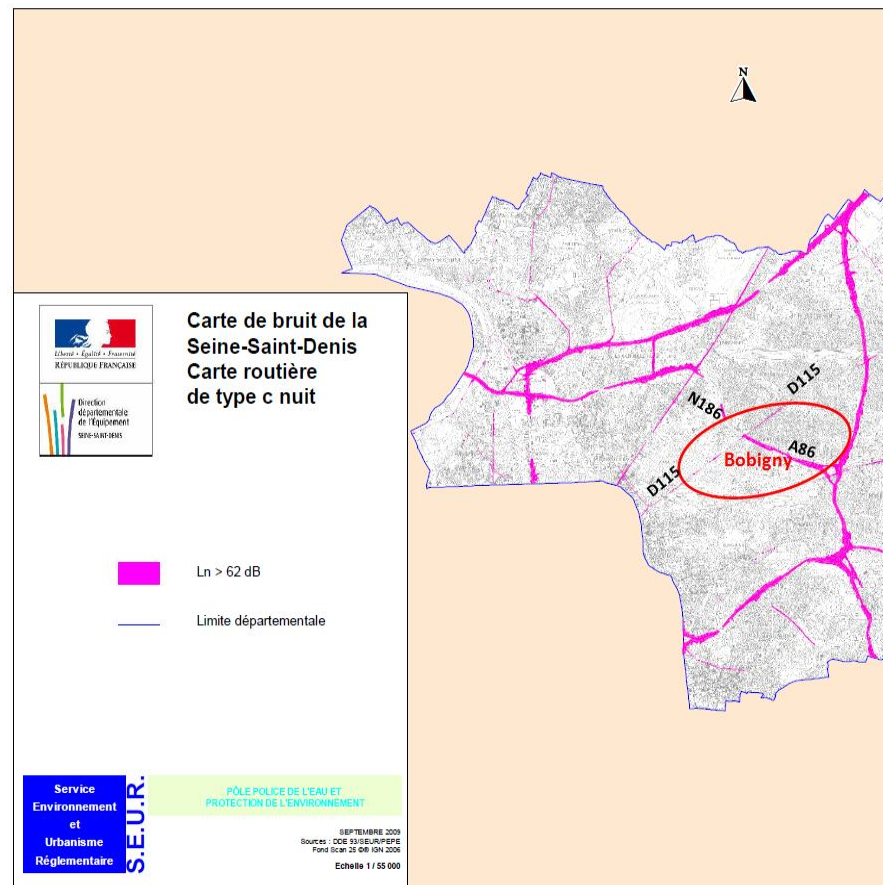 N
Carte de bruit de la
Seine-Saint-Denis
Carte routière
de type c nuit
Liberté • Égalité • Fraternité
RÉPUBLIQUE FRANÇAISE
Direction
départementale
de l'Équipement
SEINE-SAINT-DENIS
D115
N186
A86
Bobigny
D115
Ln > 62 dB
Limite départementale
Service
Environnement
et
Urbanisme
Réglementaire
S.E.U.R.
PÔLE POLICE DE L'EAU ET
PROTECTION DE L'ENVIRONNEMENT
SEPTEMBRE 2009
Sources : DDE 93/SEUR/PEPE
Fond Scan 25 ©® IGN 2006
Echelle 1 / 55 000